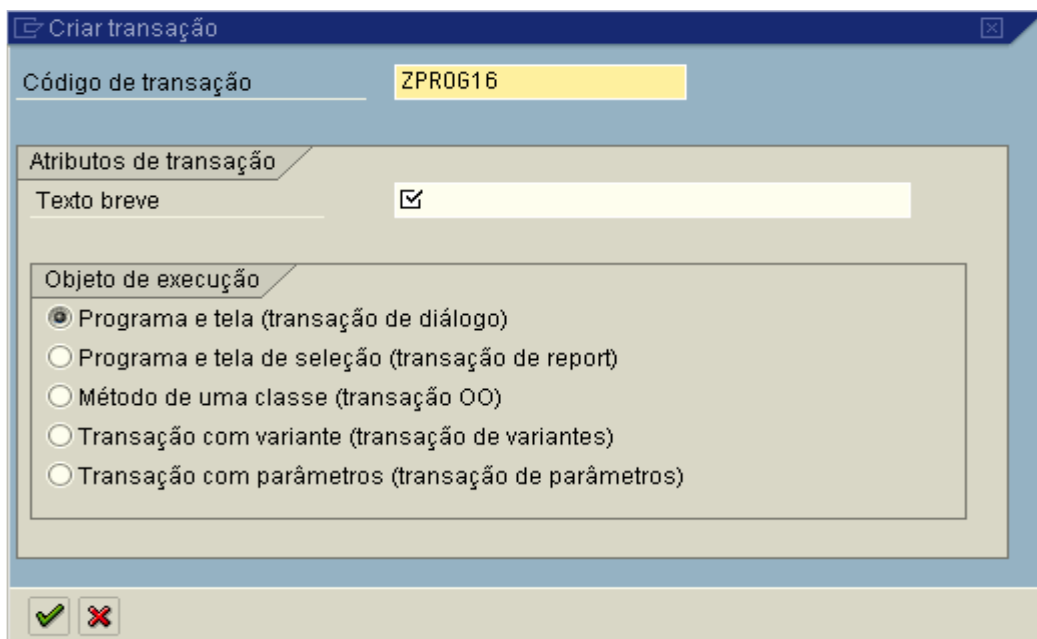 Criar transação
Código de transação ZPROG16
Atributos de transação
Texto breve
Objeto de execução
Programa e tela (transação de diálogo)
Programa e tela de seleção (transação de report)
Método de uma classe (transação OO)
Transação com variante (transação de variantes)
Transação com parâmetros (transação de parâmetros)